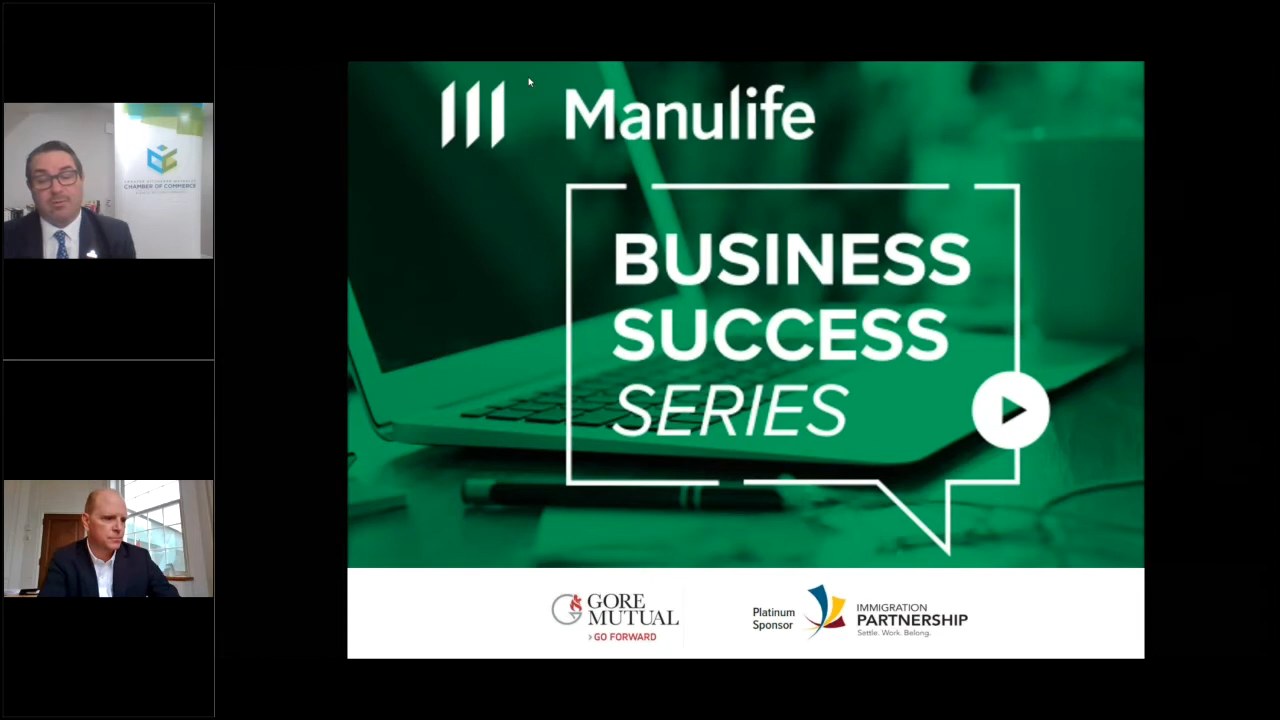 CHAMBER OF COMMERCE
Manulife
BUSINESS
SUCCESS
SERIES
GORE
MUTUAL
> GO FORWARD
Platinum
Sponsor
IMMIGRATION
PARTNERSHIP
Settle. Work. Belong.